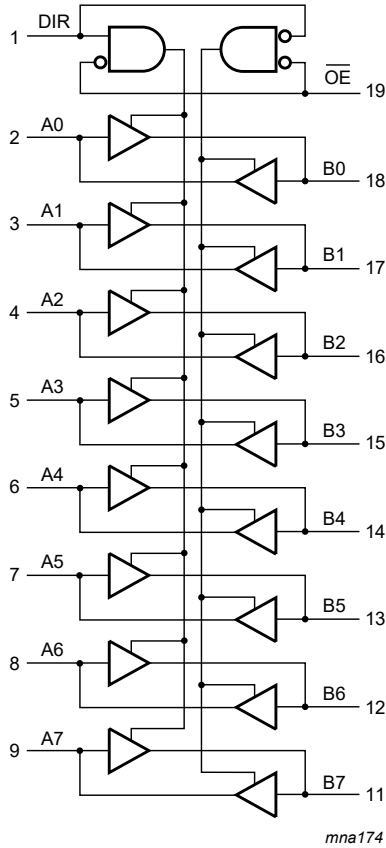 1 DIR
O̅E̅ 19
2 A0
B0 18
3 A1
B1 17
4 A2
B2 16
5 A3
B3 15
6 A4
B4 14
7 A5
B5 13
8 A6
B6 12
9 A7
B7 11
mna174